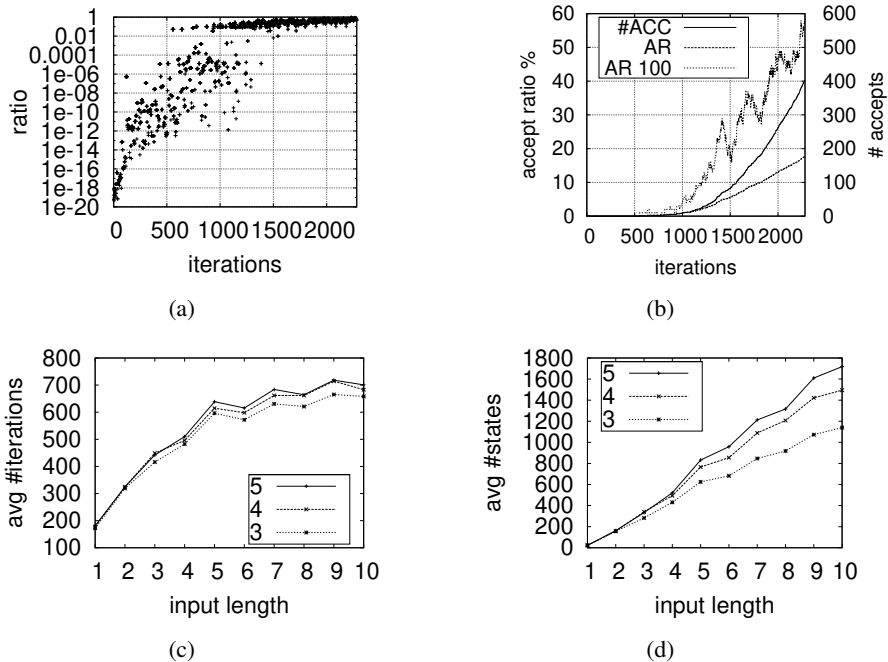 1
0.01
0.0001
1e-06
1e-08
1e-10
1e-12
1e-14
1e-16
1e-18
1e-20
ratio
0 500 1000 1500 2000
iterations
(a)
60
50
40
30
20
10
0
accept ratio %
#ACC
AR
AR 100
600
500
400
300
200
100
0
# accepts
0 500 1000 1500 2000
iterations
(b)
800
700
600
500
400
300
200
100
avg #iterations
5
4
3
1 2 3 4 5 6 7 8 9 10
input length
(c)
1800
1600
1400
1200
1000
800
600
400
200
0
avg #states
5
4
3
1 2 3 4 5 6 7 8 9 10
input length
(d)